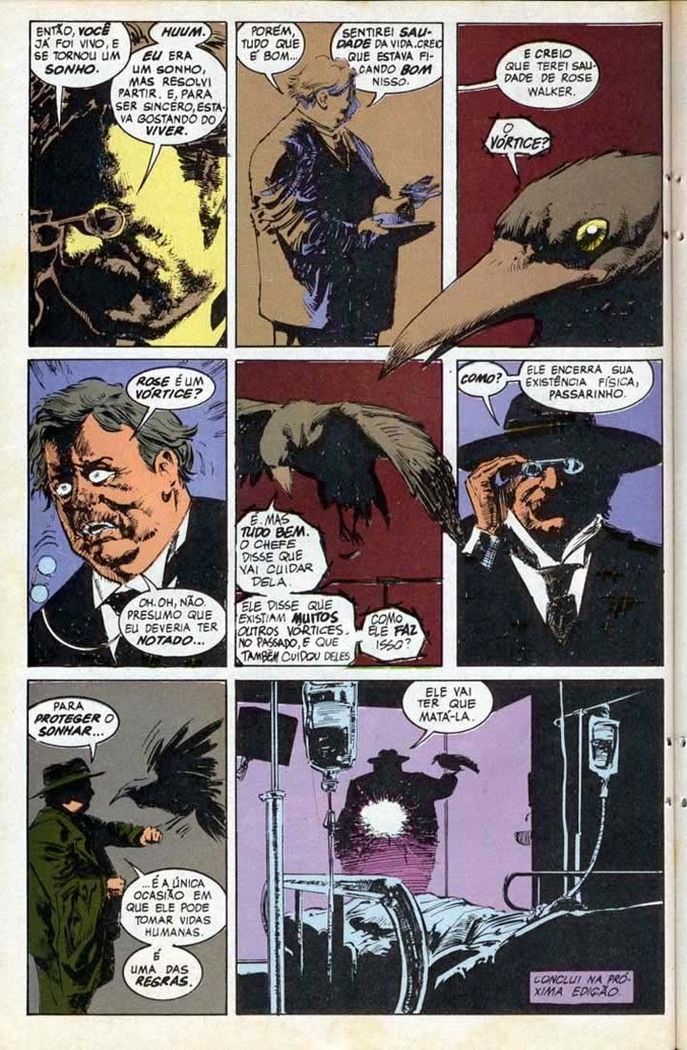 ENTÃO, VOCÊ
JÁ FOI VIVO, E
SE TORNOU UM
SONHO.
HUUM.
EU ERA
UM SONHO,
MAS RESOLVI
PARTIR. E, PARA
SER SINCERO, ESTA-
VA GOSTANDO DO
VIVER.
PORÉM,
TUDO QUE
É BOM...
SENTIREI SAU-
DADE DA VIDA. CREIO
QUE ESTAVA FI-
CANDO BOM
NISSO.
E CREIO
QUE TEREI SAU-
DADE DE ROSE
WALKER.
O
VÓRTICE?
ROSE É UM
VÓRTICE?
OH. OH, NÃO.
PRESUMO QUE
EU DEVERIA TER
NOTADO...
É. MAS
TUDO BEM.
O CHEFE
DISSE QUE
VAI CUIDAR
DELA.
ELE DISSE QUE
EXISTIAM MUITOS
OUTROS VÓRTICES.
NO PASSADO, E QUE
TAMBÉM CUIDOU DELES
COMO
ELE FAZ
ISSO?
COMO?
ELE ENCERRA SUA
EXISTÊNCIA FÍSICA,
PASSARINHO.
PARA
PROTEGER O
SONHAR...
...É A ÚNICA
OCASIÃO EM
QUE ELE PODE
TOMAR VIDAS
HUMANAS.
É
UMA DAS
REGRAS.
ELE VAI
TER QUE
MATÁ-LA.
CONCLUI NA PRÓ-
XIMA EDIÇÃO.